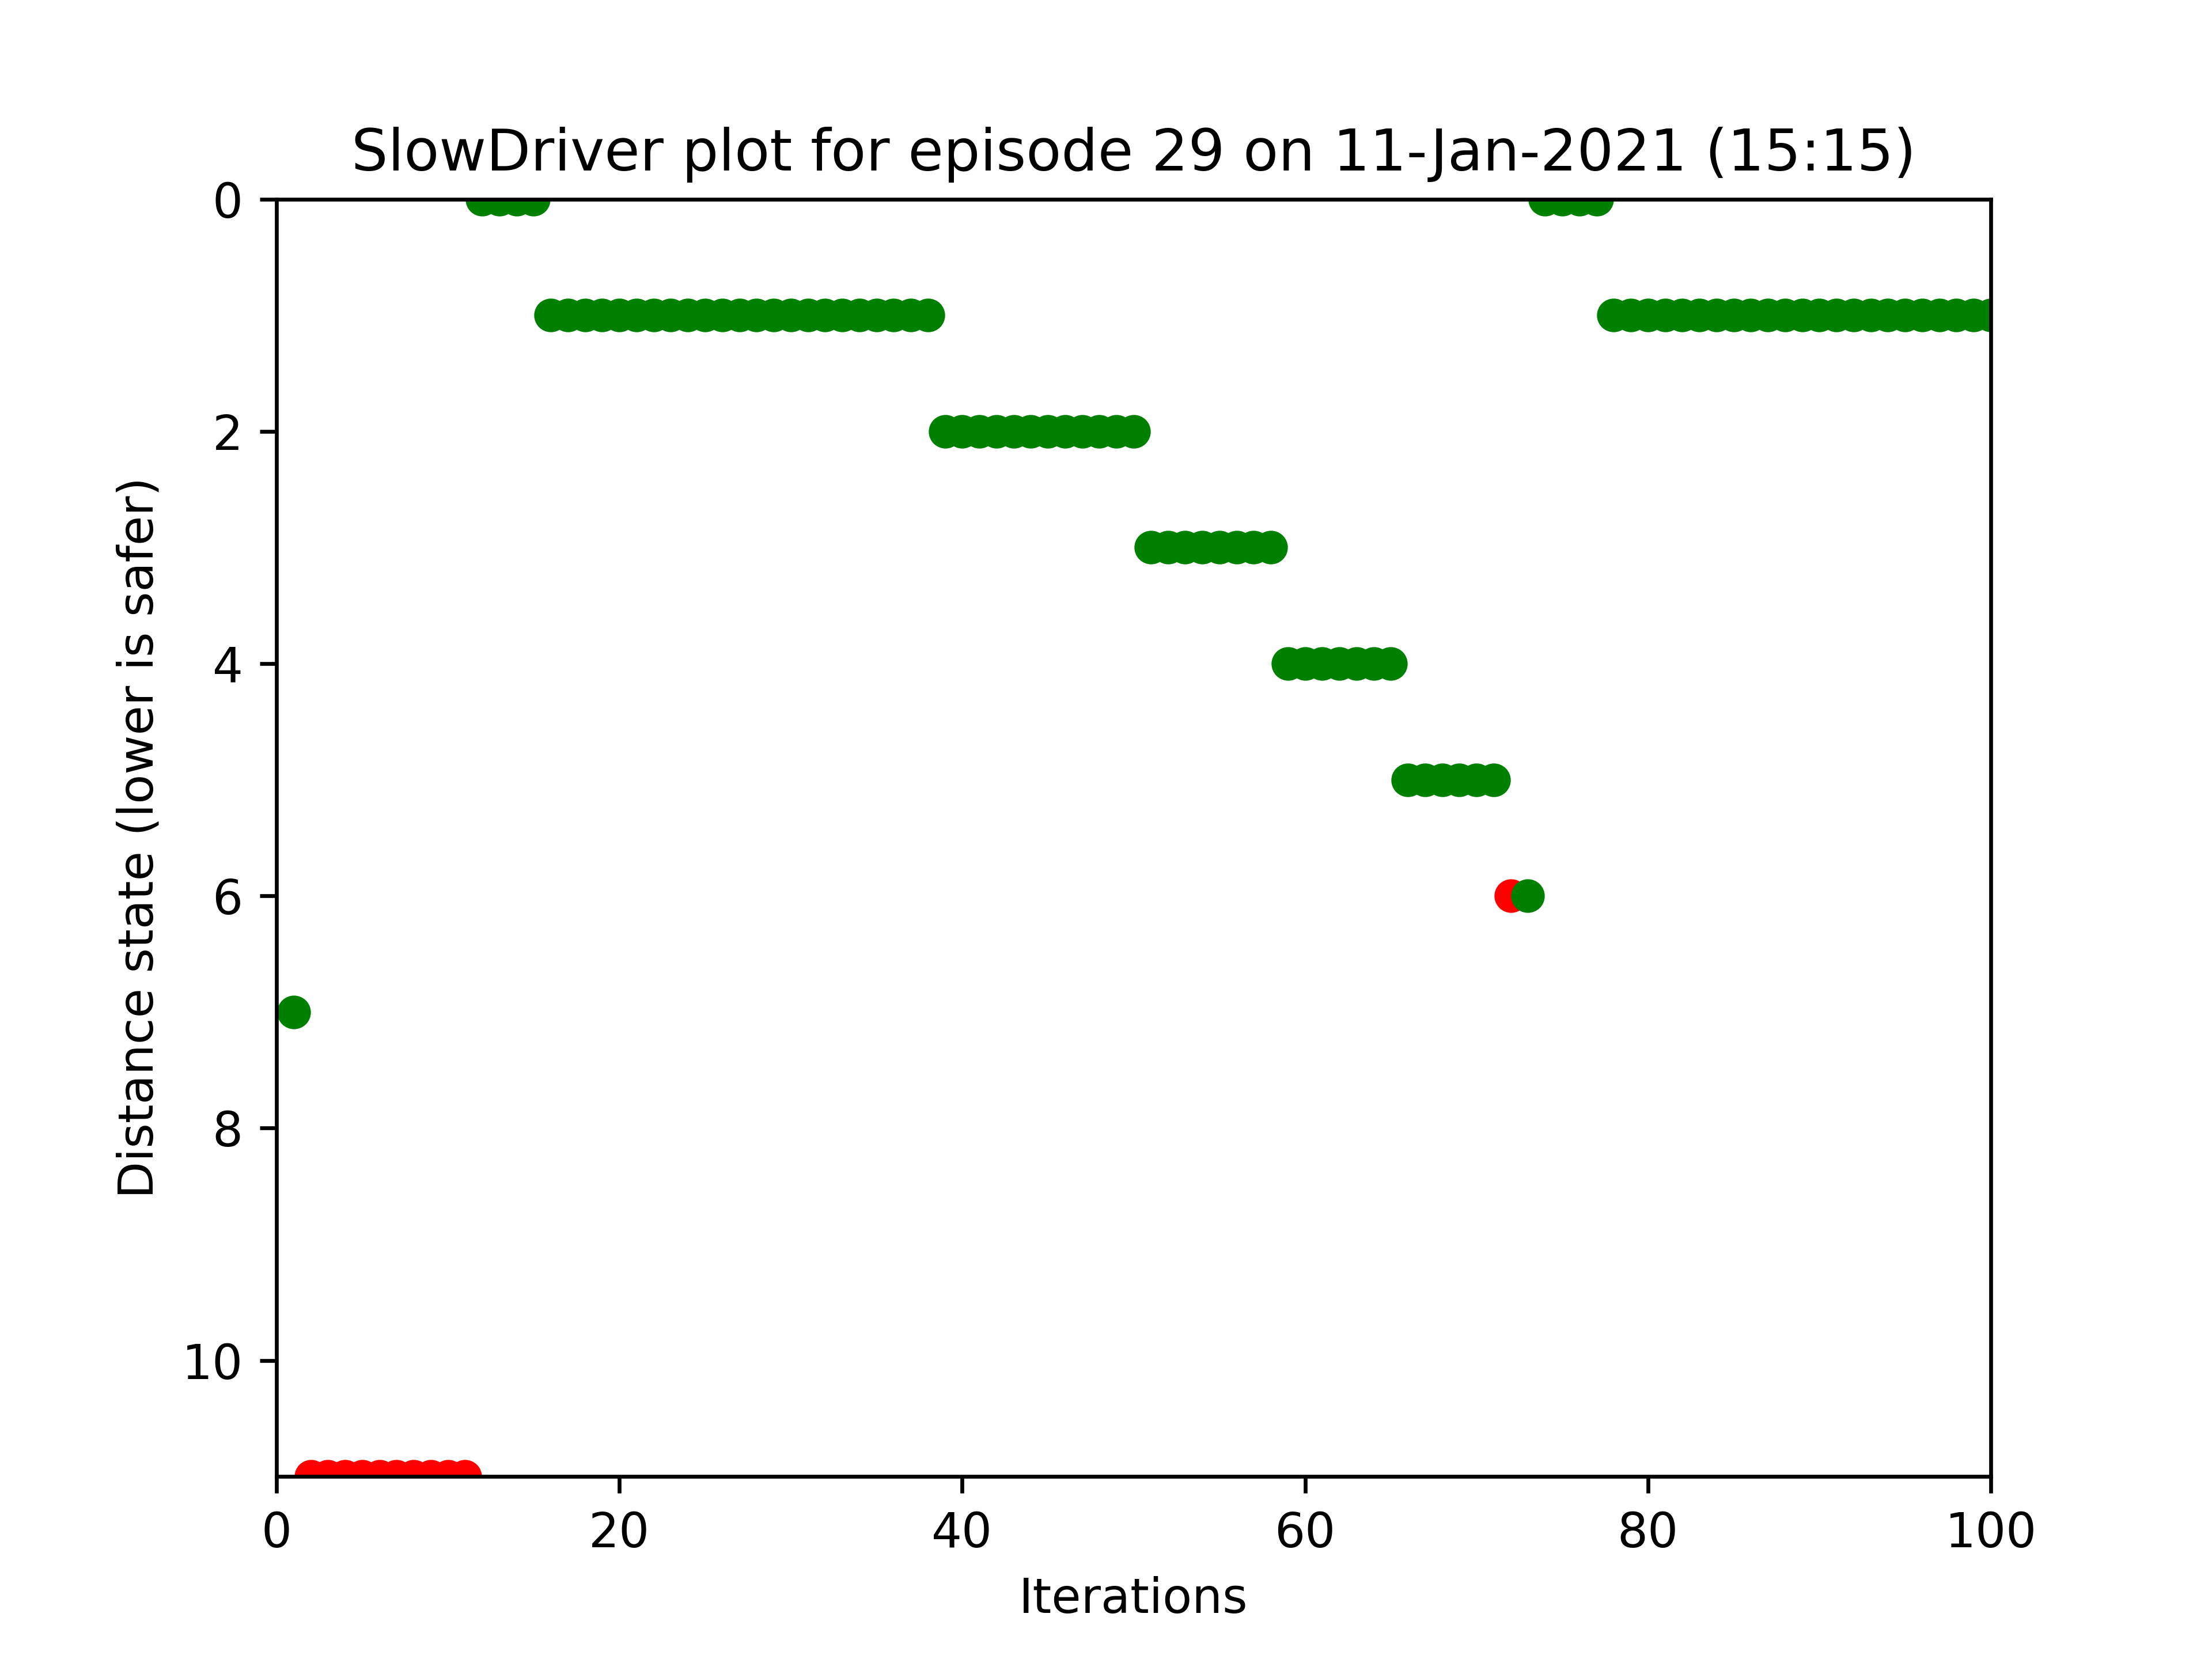 SlowDriver plot for episode 29 on 11-Jan-2021 (15:15)
0
2
4
6
8
10
Distance state (lower is safer)
0 20 40 60 80 100
Iterations